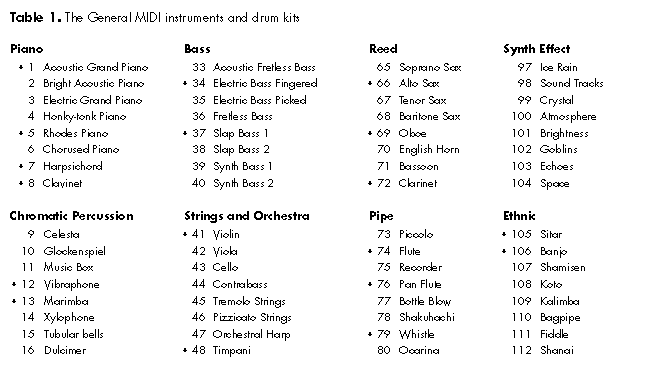 Table 1. The General MIDI instruments and drum kits
Piano
• 1 Acoustic Grand Piano
2 Bright Acoustic Piano
3 Electric Grand Piano
4 Honky-tonk Piano
• 5 Rhodes Piano
6 Chorused Piano
• 7 Harpsichord
• 8 Clavinet
Bass
33 Acoustic Fretless Bass
• 34 Electric Bass Fingered
35 Electric Bass Picked
36 Fretless Bass
• 37 Slap Bass 1
38 Slap Bass 2
39 Synth Bass 1
40 Synth Bass 2
Reed
65 Soprano Sax
• 66 Alto Sax
67 Tenor Sax
68 Baritone Sax
• 69 Oboe
70 English Horn
71 Bassoon
• 72 Clarinet
Synth Effect
97 Ice Rain
98 Sound Tracks
99 Crystal
100 Atmosphere
101 Brightness
102 Goblins
103 Echoes
104 Space
Chromatic Percussion
9 Celesta
10 Glockenspiel
11 Music Box
• 12 Vibraphone
• 13 Marimba
14 Xylophone
15 Tubular bells
16 Dulcimer
Strings and Orchestra
• 41 Violin
42 Viola
43 Cello
44 Contrabass
45 Tremolo Strings
46 Pizzicato Strings
47 Orchestral Harp
• 48 Timpani
Pipe
73 Piccolo
• 74 Flute
75 Recorder
• 76 Pan Flute
77 Bottle Blow
78 Shakuhachi
• 79 Whistle
80 Ocarina
Ethnic
• 105 Sitar
• 106 Banjo
107 Shamisen
108 Koto
109 Kalimba
110 Bagpipe
111 Fiddle
112 Shanai